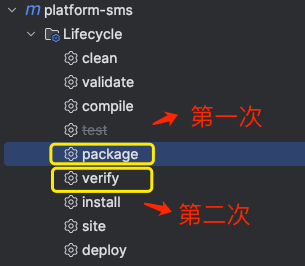 m platform-sms
Lifecycle
clean
validate
compile
test
第一次
package
verify
install
第二次
site
deploy